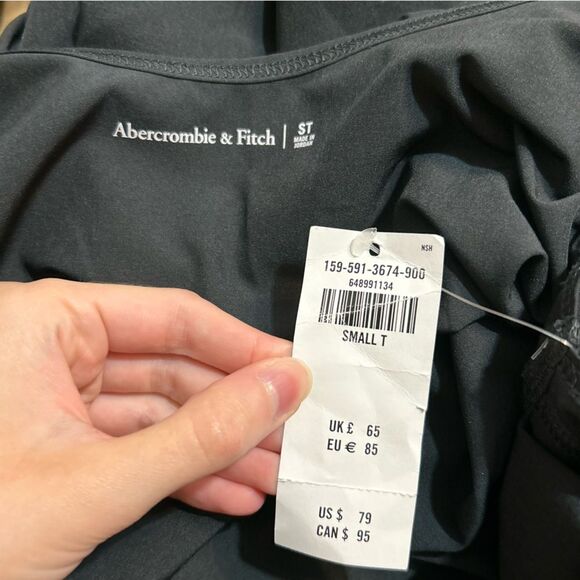 Abercrombie & Fitch | ST
MADE IN
JORDAN
NSH
159-591-3674-900
648991134
SMALL T
UK £ 65
EU € 85
US $ 79
CAN $ 95